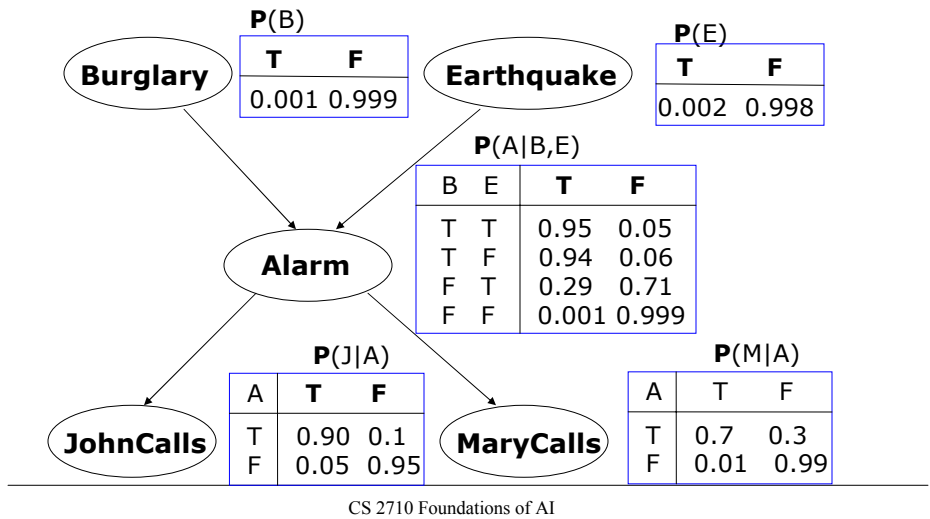 P(B)
T F
0.001 0.999
Burglary
Earthquake
P(E)
T F
0.002 0.998
P(A|B,E)
B E T F
T T 0.95 0.05
T F 0.94 0.06
F T 0.29 0.71
F F 0.001 0.999
Alarm
P(J|A)
A T F
T 0.90 0.1
F 0.05 0.95
P(M|A)
A T F
T 0.7 0.3
F 0.01 0.99
JohnCalls
MaryCalls
CS 2710 Foundations of AI